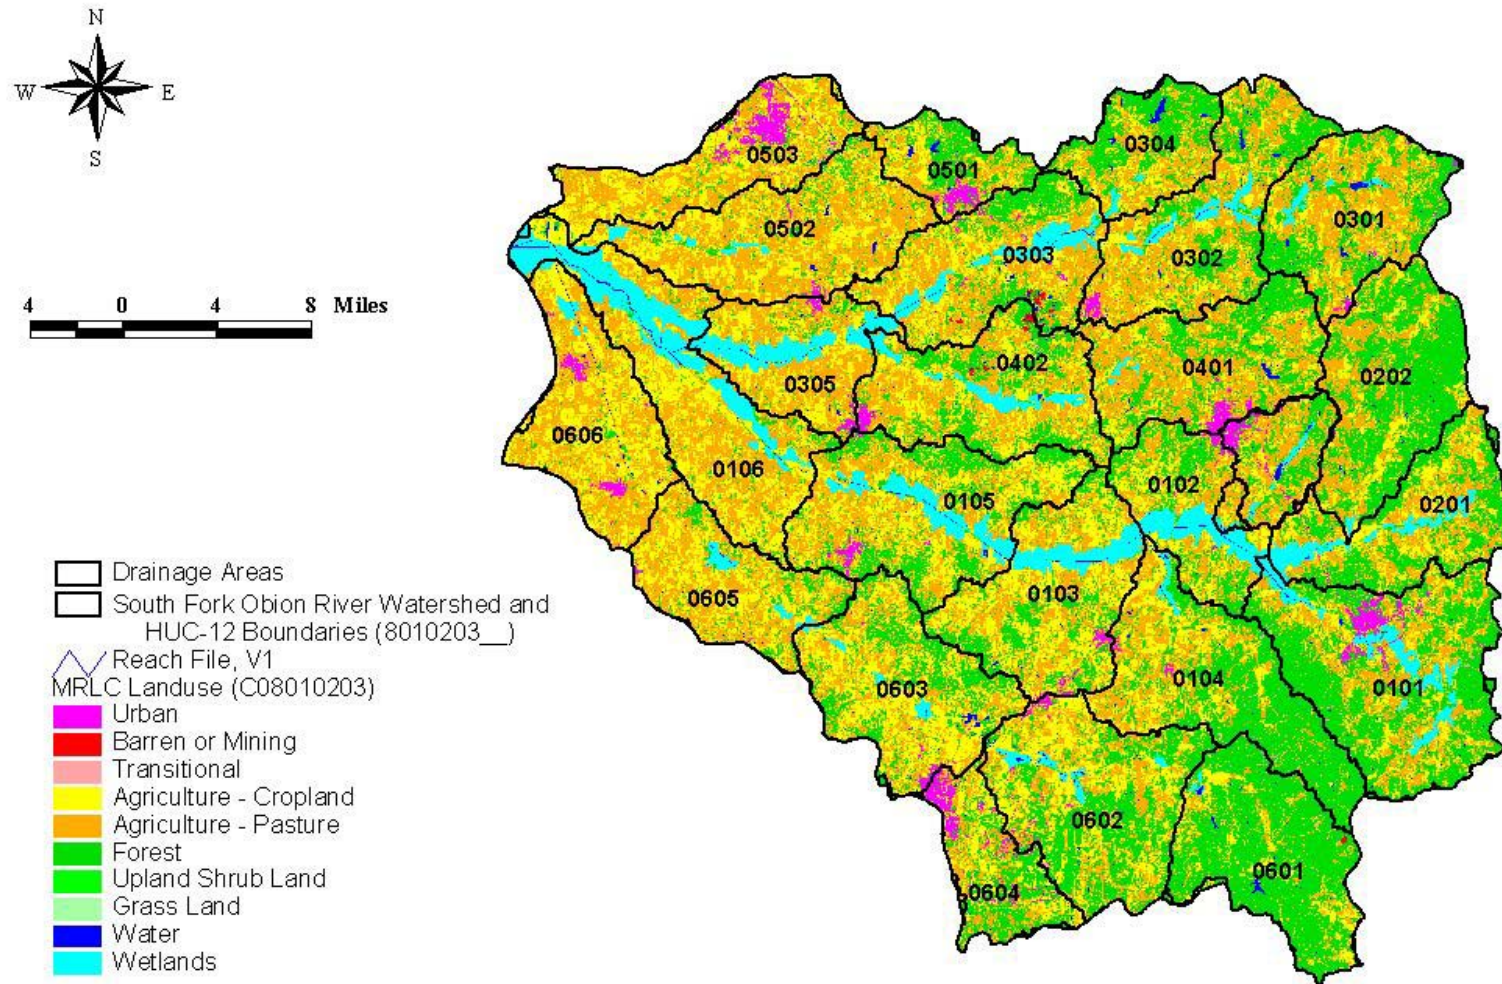 N
W E
S
4 0 4 8 Miles
0503
0501
0304
0502
0303
0302
0301
0402
0401
0202
0305
0606
0106
0105
0102
0201
0605
0103
0603
0104
0101
0602
0601
0604
Drainage Areas
South Fork Obion River Watershed and
HUC-12 Boundaries (8010203__)
Reach File, V1
MRLC Landuse (C08010203)
Urban
Barren or Mining
Transitional
Agriculture - Cropland
Agriculture - Pasture
Forest
Upland Shrub Land
Grass Land
Water
Wetlands